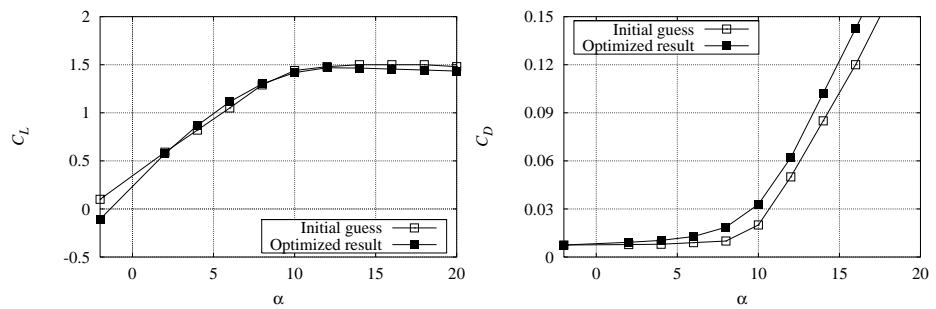 2
1.5
1
0.5
0
-0.5
C_L
0
5
10
15
20
α
Initial guess
Optimized result
0.15
0.12
0.09
0.06
0.03
0
C_D
0
5
10
15
20
α
Initial guess
Optimized result